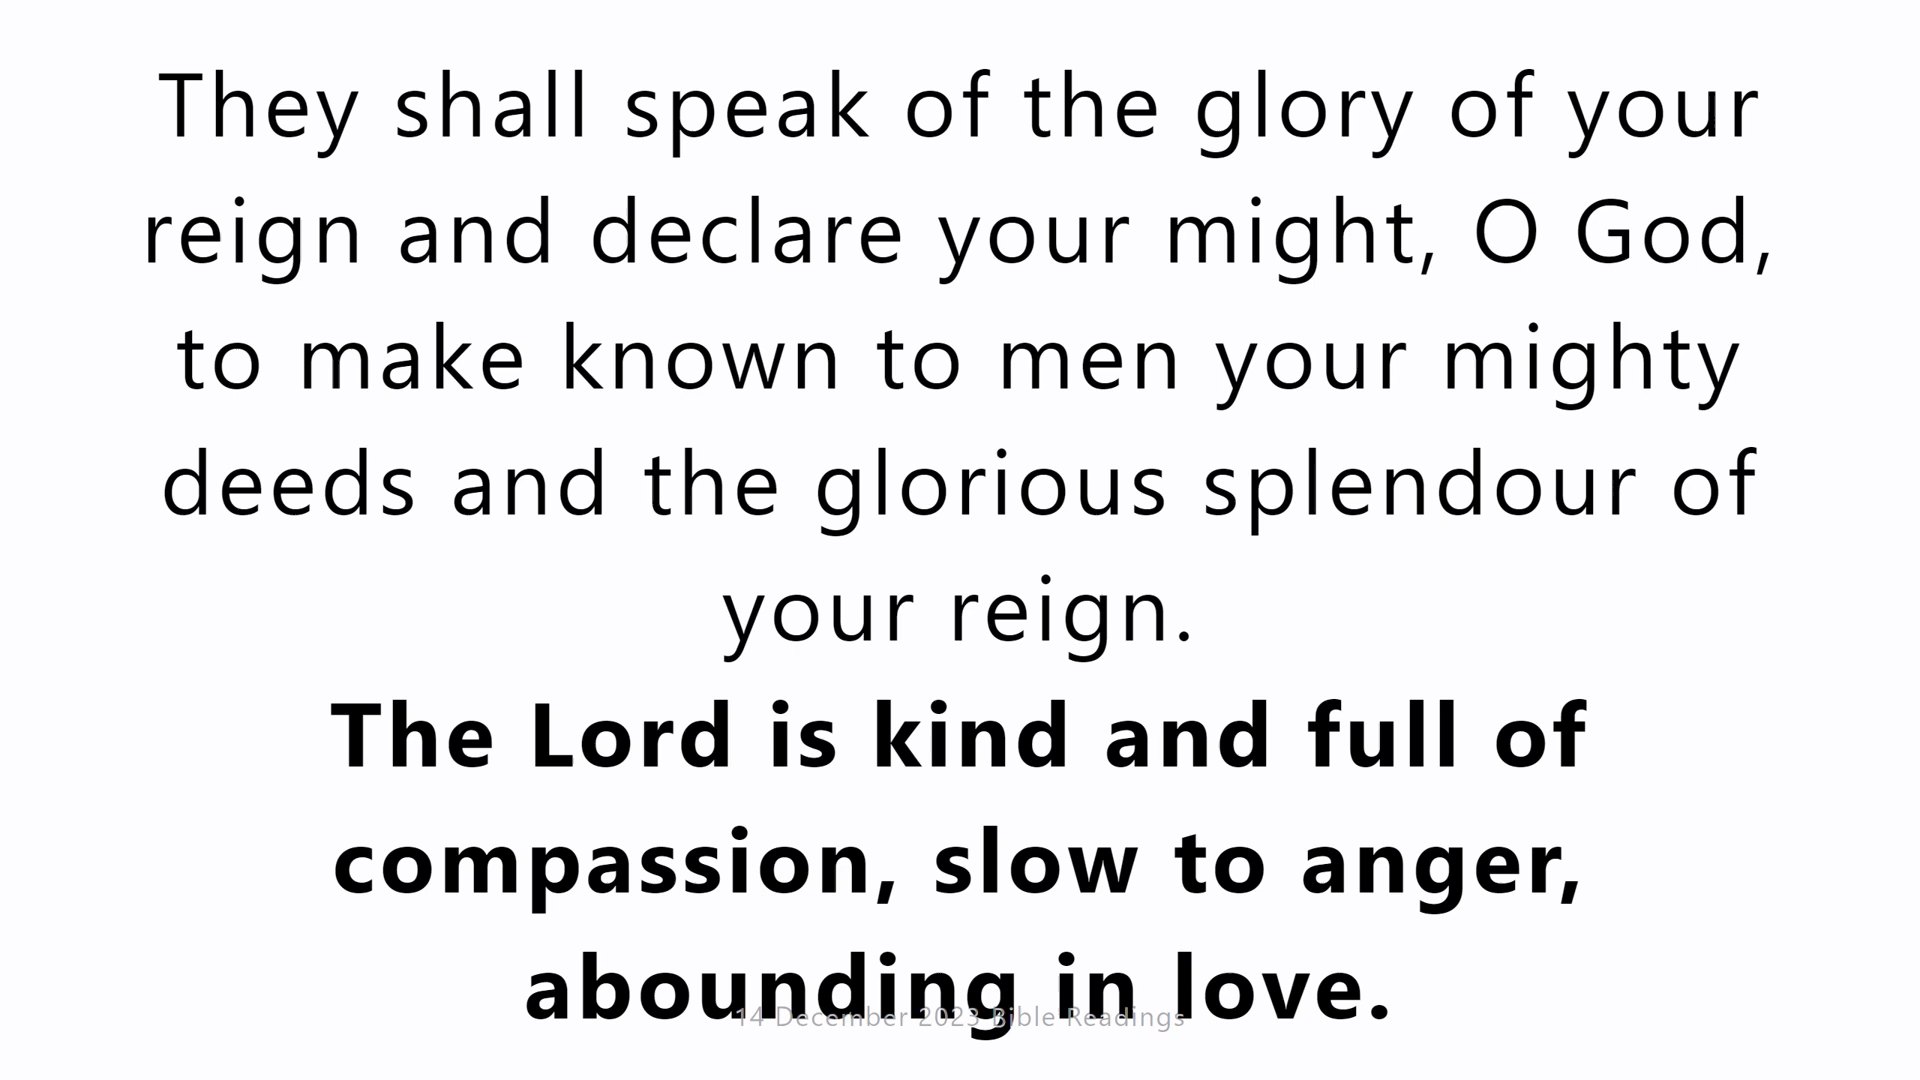 They shall speak of the glory of your
reign and declare your might, O God,
to make known to men your mighty
deeds and the glorious splendour of
your reign.
The Lord is kind and full of
compassion, slow to anger,
abounding in love.
14 December 2023 Bible Readings